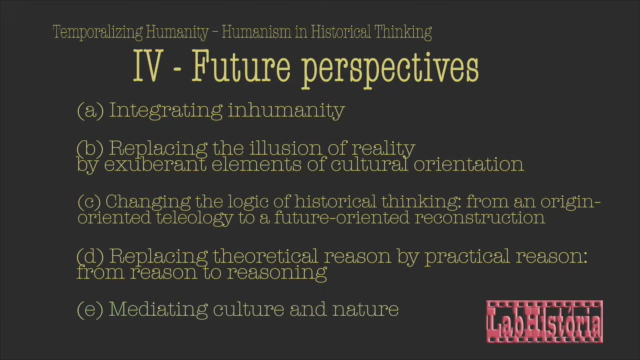 Temporalizing Humanity – Humanism in Historical Thinking
IV - Future perspectives
(a) Integrating inhumanity
(b) Replacing the illusion of reality
by exuberant elements of cultural orientation
(c) Changing the logic of historical thinking: from an origin-
oriented teleology to a future-oriented reconstruction
(d) Replacing theoretical reason by practical reason:
from reason to reasoning
(e) Mediating culture and nature
LabHistória